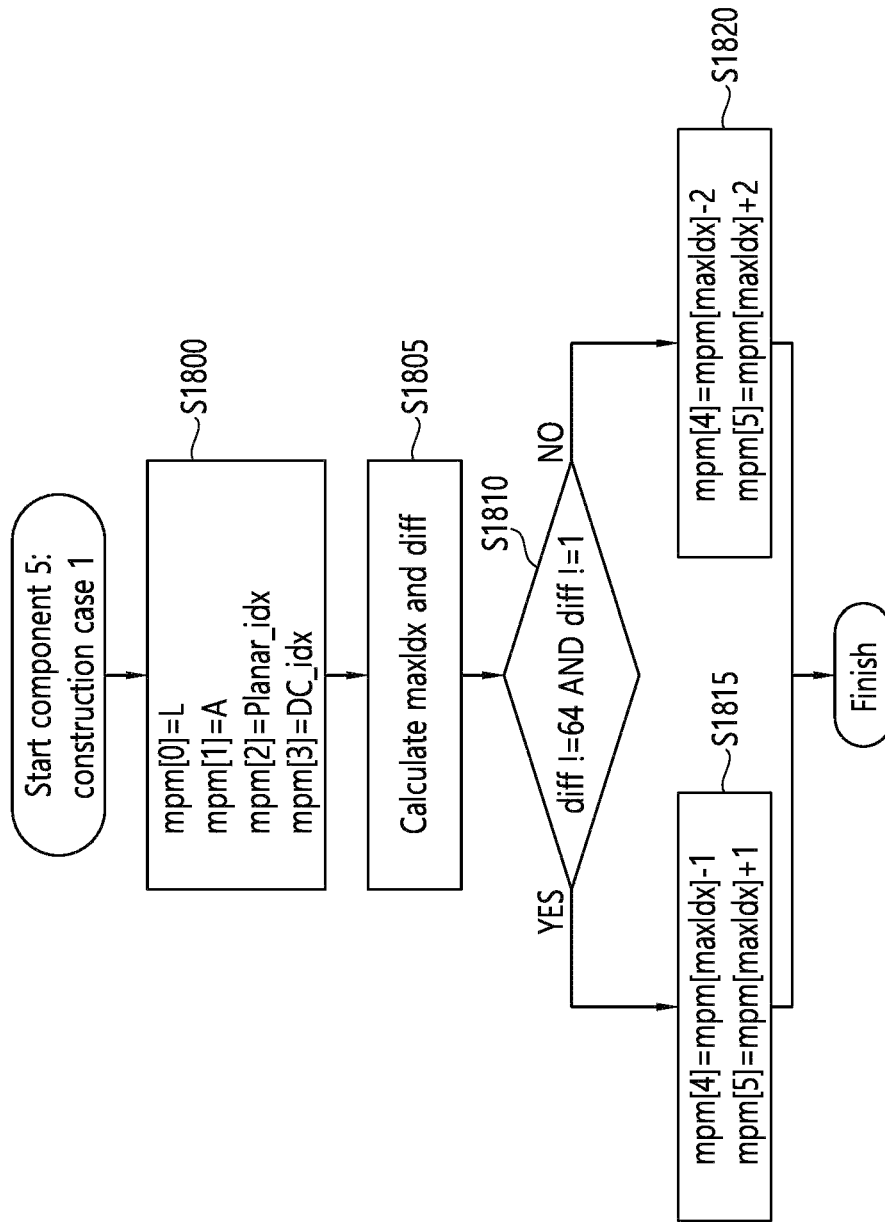 Start component 5:
construction case 1
S1800
mpm[0]=L
mpm[1]=A
mpm[2]=Planar_idx
mpm[3]=DC_idx
S1805
Calculate maxIdx and diff
S1810
diff !=64 AND diff !=1
YES
NO
S1815
mpm[4]=mpm[maxIdx]-1
mpm[5]=mpm[maxIdx]+1
S1820
mpm[4]=mpm[maxIdx]-2
mpm[5]=mpm[maxIdx]+2
Finish